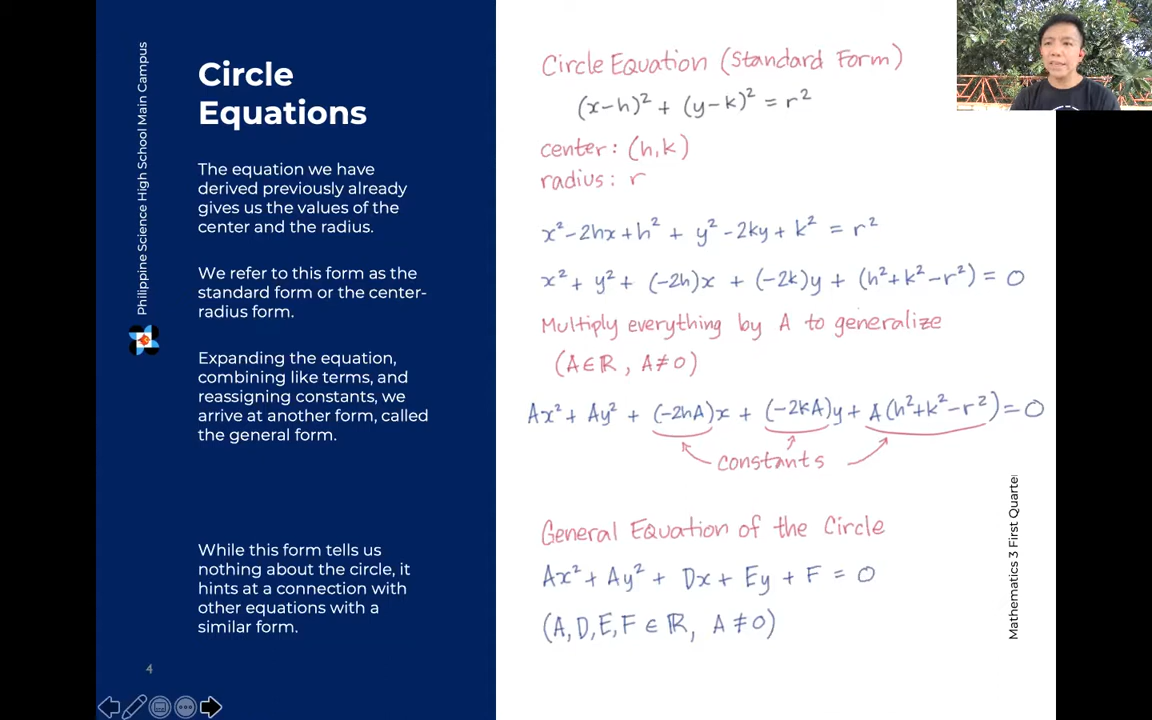 Philippine Science High School Main Campus
Circle
Equations
The equation we have
derived previously already
gives us the values of the
center and the radius.
We refer to this form as the
standard form or the center-
radius form.
Expanding the equation,
combining like terms, and
reassigning constants, we
arrive at another form, called
the general form.
While this form tells us
nothing about the circle, it
hints at a connection with
other equations with a
similar form.
4
Circle Equation (Standard Form)
(x-h)² + (y-k)² = r²
center: (h,k)
radius: r
x²-2hx+h² + y²-2ky+k² = r²
x² + y² + (-2h)x + (-2k)y + (h²+k²-r²) = 0
Multiply everything by A to generalize
(A∈ℝ, A≠0)
Ax² + Ay² + (-2hA)x + (-2kA)y + A(h²+k²-r²) = 0
constants
General Equation of the Circle
Ax² + Ay² + Dx + Ey + F = 0
(A,D,E,F ∈ ℝ, A≠0)
Mathematics 3 First Quarte